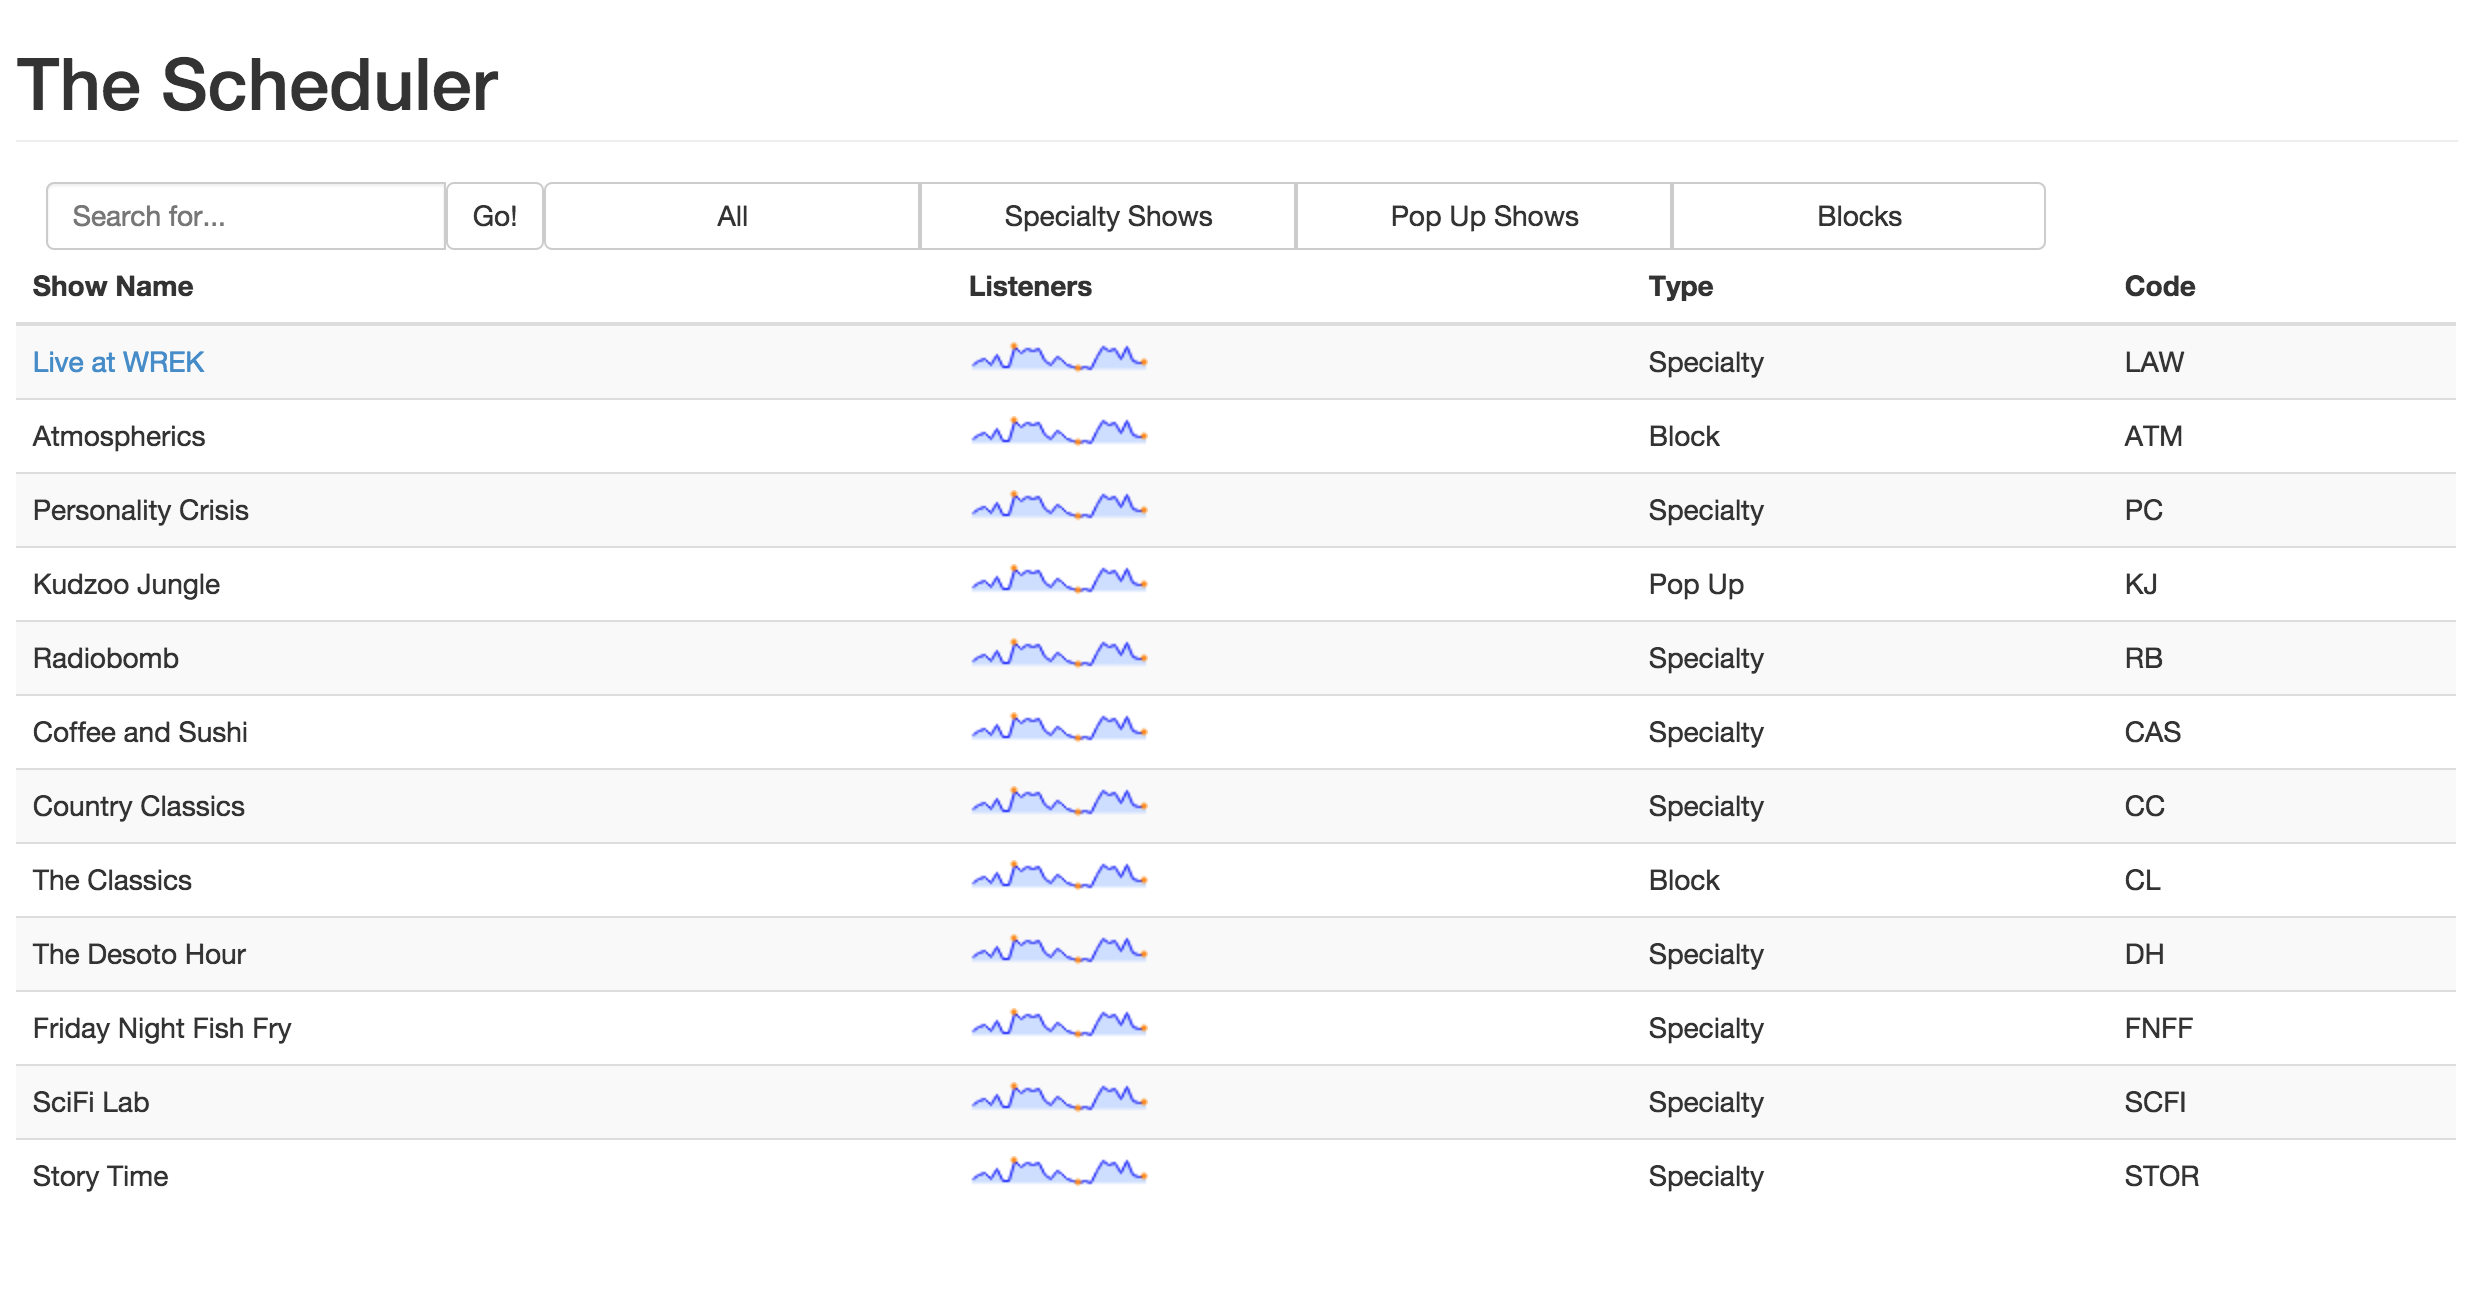 The Scheduler
Search for... Go! All Specialty Shows Pop Up Shows Blocks
Show Name Listeners Type Code
Live at WREK Specialty LAW
Atmospherics Block ATM
Personality Crisis Specialty PC
Kudzoo Jungle Pop Up KJ
Radiobomb Specialty RB
Coffee and Sushi Specialty CAS
Country Classics Specialty CC
The Classics Block CL
The Desoto Hour Specialty DH
Friday Night Fish Fry Specialty FNFF
SciFi Lab Specialty SCFI
Story Time Specialty STOR